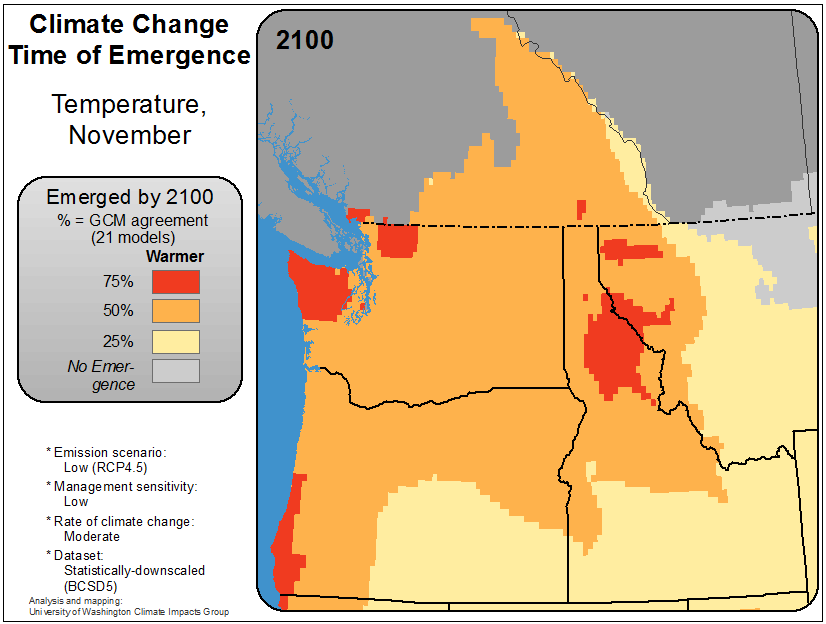 Climate Change
Time of Emergence
Temperature,
November
2100
Emerged by 2100
% = GCM agreement
(21 models)
Warmer
75%
50%
25%
No Emer-
gence
* Emission scenario:
Low (RCP4.5)
* Management sensitivity:
Low
* Rate of climate change:
Moderate
* Dataset:
Statistically-downscaled
(BCSD5)
Analysis and mapping:
University of Washington Climate Impacts Group